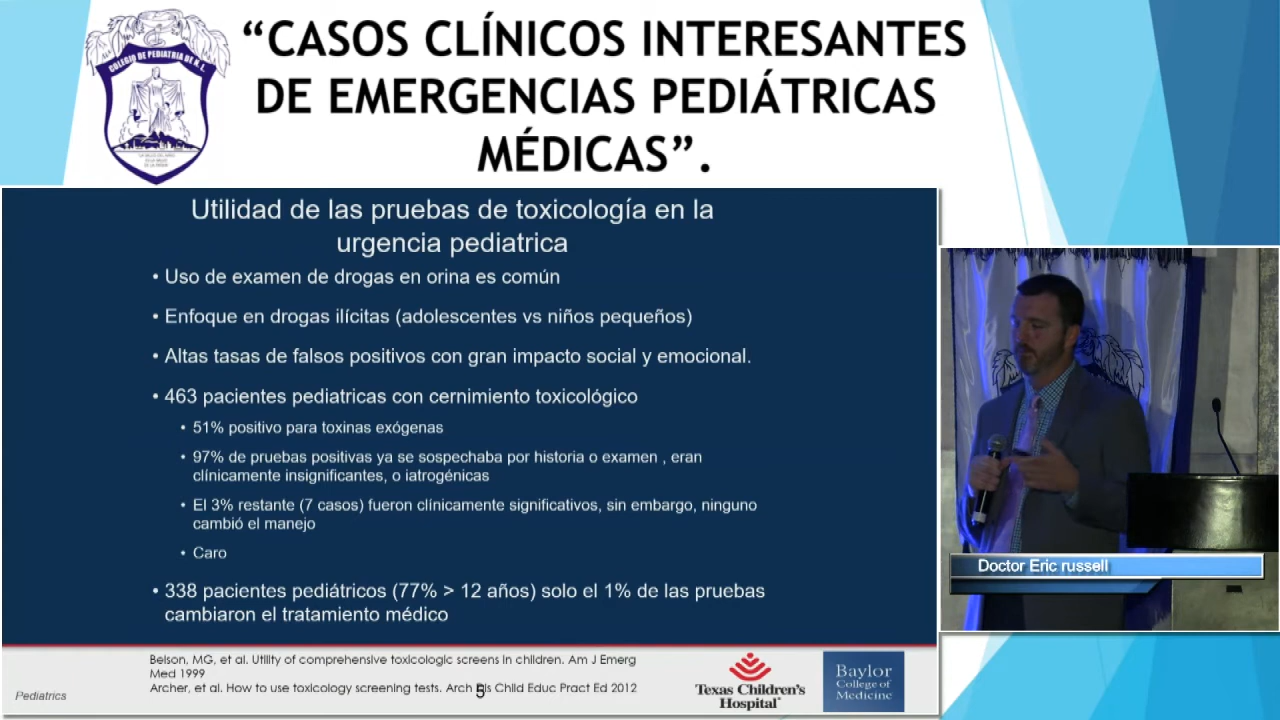 “CASOS CLÍNICOS INTERESANTES
DE EMERGENCIAS PEDIÁTRICAS
MÉDICAS”.
COLEGIO DE PEDIATRIA DE N. L.
Utilidad de las pruebas de toxicología en la
urgencia pediatrica
• Uso de examen de drogas en orina es común
• Enfoque en drogas ilícitas (adolescentes vs niños pequeños)
• Altas tasas de falsos positivos con gran impacto social y emocional.
• 463 pacientes pediatricas con cernimiento toxicológico
• 51% positivo para toxinas exógenas
• 97% de pruebas positivas ya se sospechaba por historia o examen , eran
clínicamente insignificantes, o iatrogénicas
• El 3% restante (7 casos) fueron clínicamente significativos, sin embargo, ninguno
cambió el manejo
• Caro
• 338 pacientes pediátricos (77% > 12 años) solo el 1% de las pruebas
cambiaron el tratamiento médico
Belson, MG, et al. Utility of comprehensive toxicologic screens in children. Am J Emerg
Med 1999
Archer, et al. How to use toxicology screening tests. Arch Dis Child Educ Pract Ed 2012
5
Pediatrics
Texas Children's
Hospital
Baylor
College of
Medicine
Doctor Eric russell